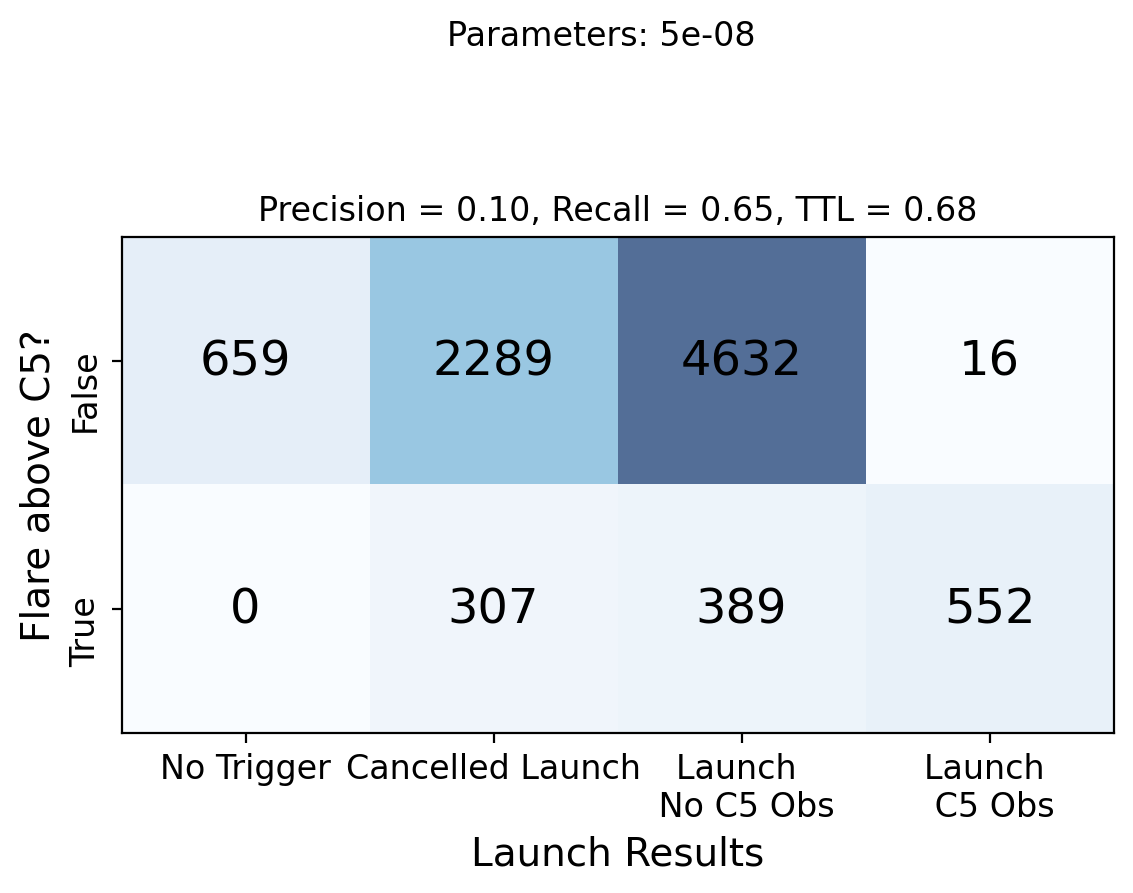 Parameters: 5e-08
Precision = 0.10, Recall = 0.65, TTL = 0.68
Flare above C5?
False
659
2289
4632
16
True
0
307
389
552
No Trigger
Cancelled Launch
Launch
No C5 Obs
Launch
C5 Obs
Launch Results